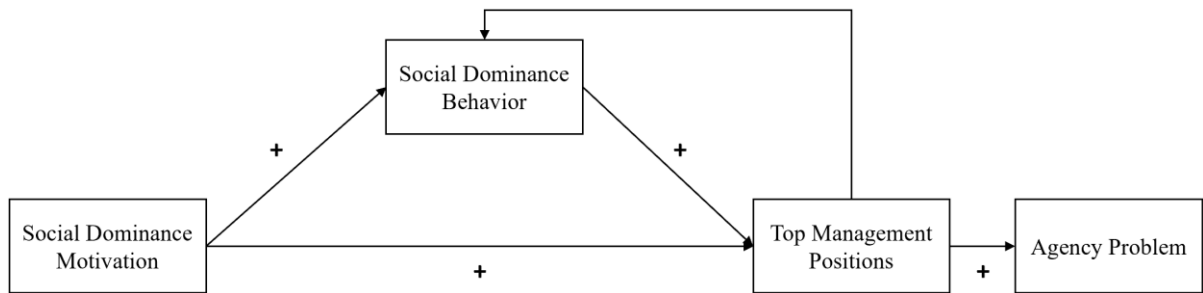 Social Dominance
Behavior
+
+
Social Dominance
Motivation
Top Management
Positions
Agency Problem
+
+